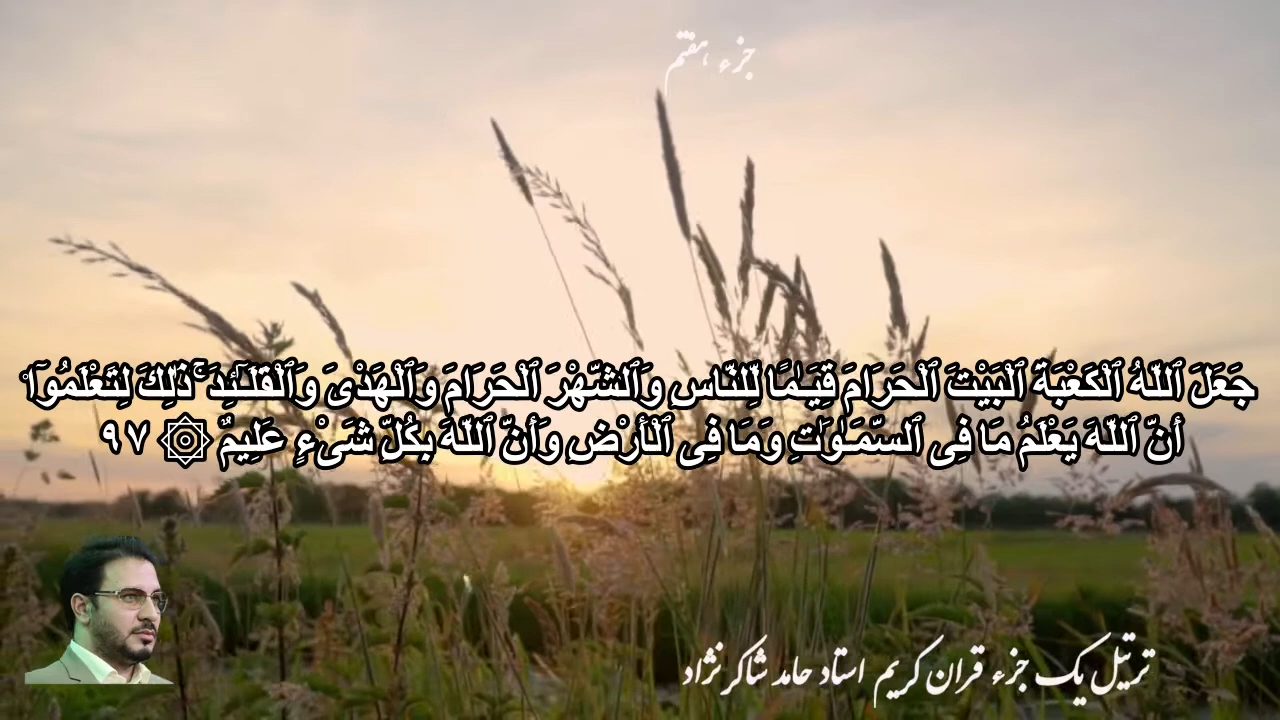 جزء هفتم
جَعَلَ ٱللَّهُ ٱلْكَعْبَةَ ٱلْبَيْتَ ٱلْحَرَامَ قِيَـٰمًا لِّلنَّاسِ وَٱلشَّهْرَ ٱلْحَرَامَ وَٱلْهَدْىَ وَٱلْقَلَـٰٓئِدَ ۚ ذَٰلِكَ لِتَعْلَمُوٓا۟
أَنَّ ٱللَّهَ يَعْلَمُ مَا فِى ٱلسَّمَـٰوَٰتِ وَمَا فِى ٱلْأَرْضِ وَأَنَّ ٱللَّهَ بِكُلِّ شَىْءٍ عَلِيمٌ ۞ ٩٧
ترتیل یک جزء قران کریم استاد حامد شاکرنژاد